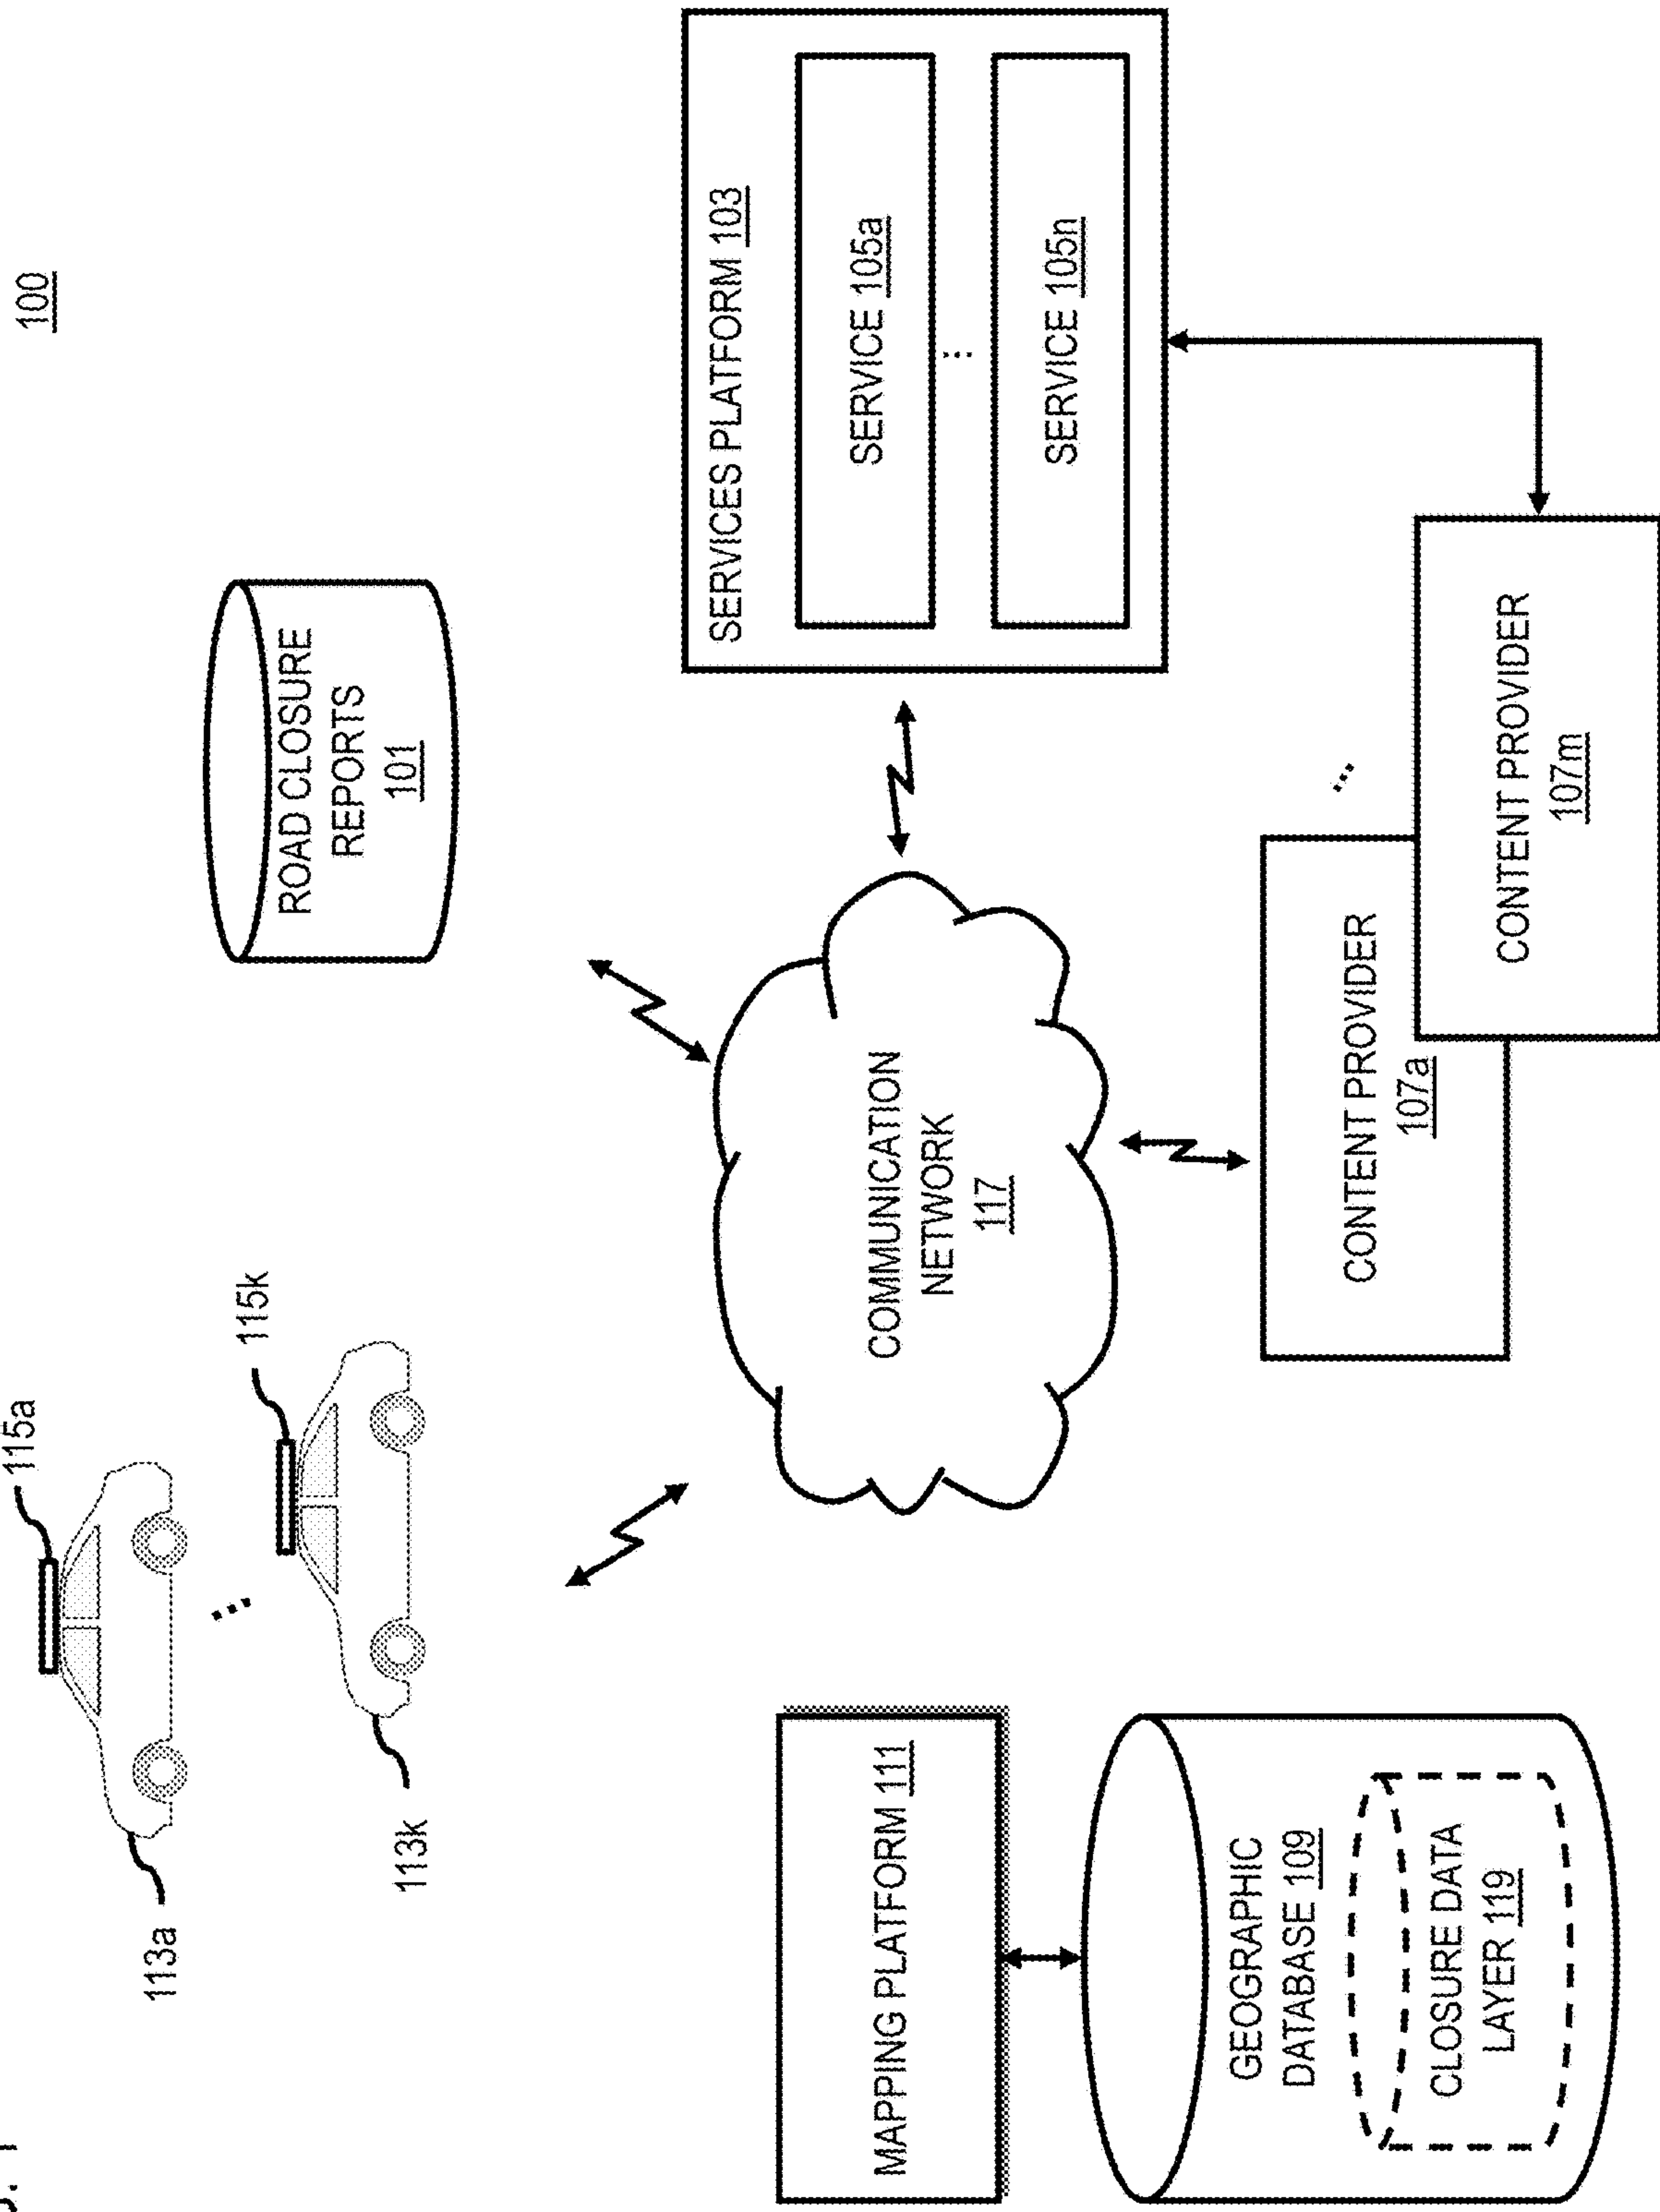 100
115a
115k
113a
113k
ROAD CLOSURE
REPORTS
101
SERVICES PLATFORM 103
SERVICE 105a
...
SERVICE 105n
COMMUNICATION
NETWORK
117
MAPPING PLATFORM 111
GEOGRAPHIC
DATABASE 109
CLOSURE DATA
LAYER 119
CONTENT PROVIDER
107a
...
CONTENT PROVIDER
107m